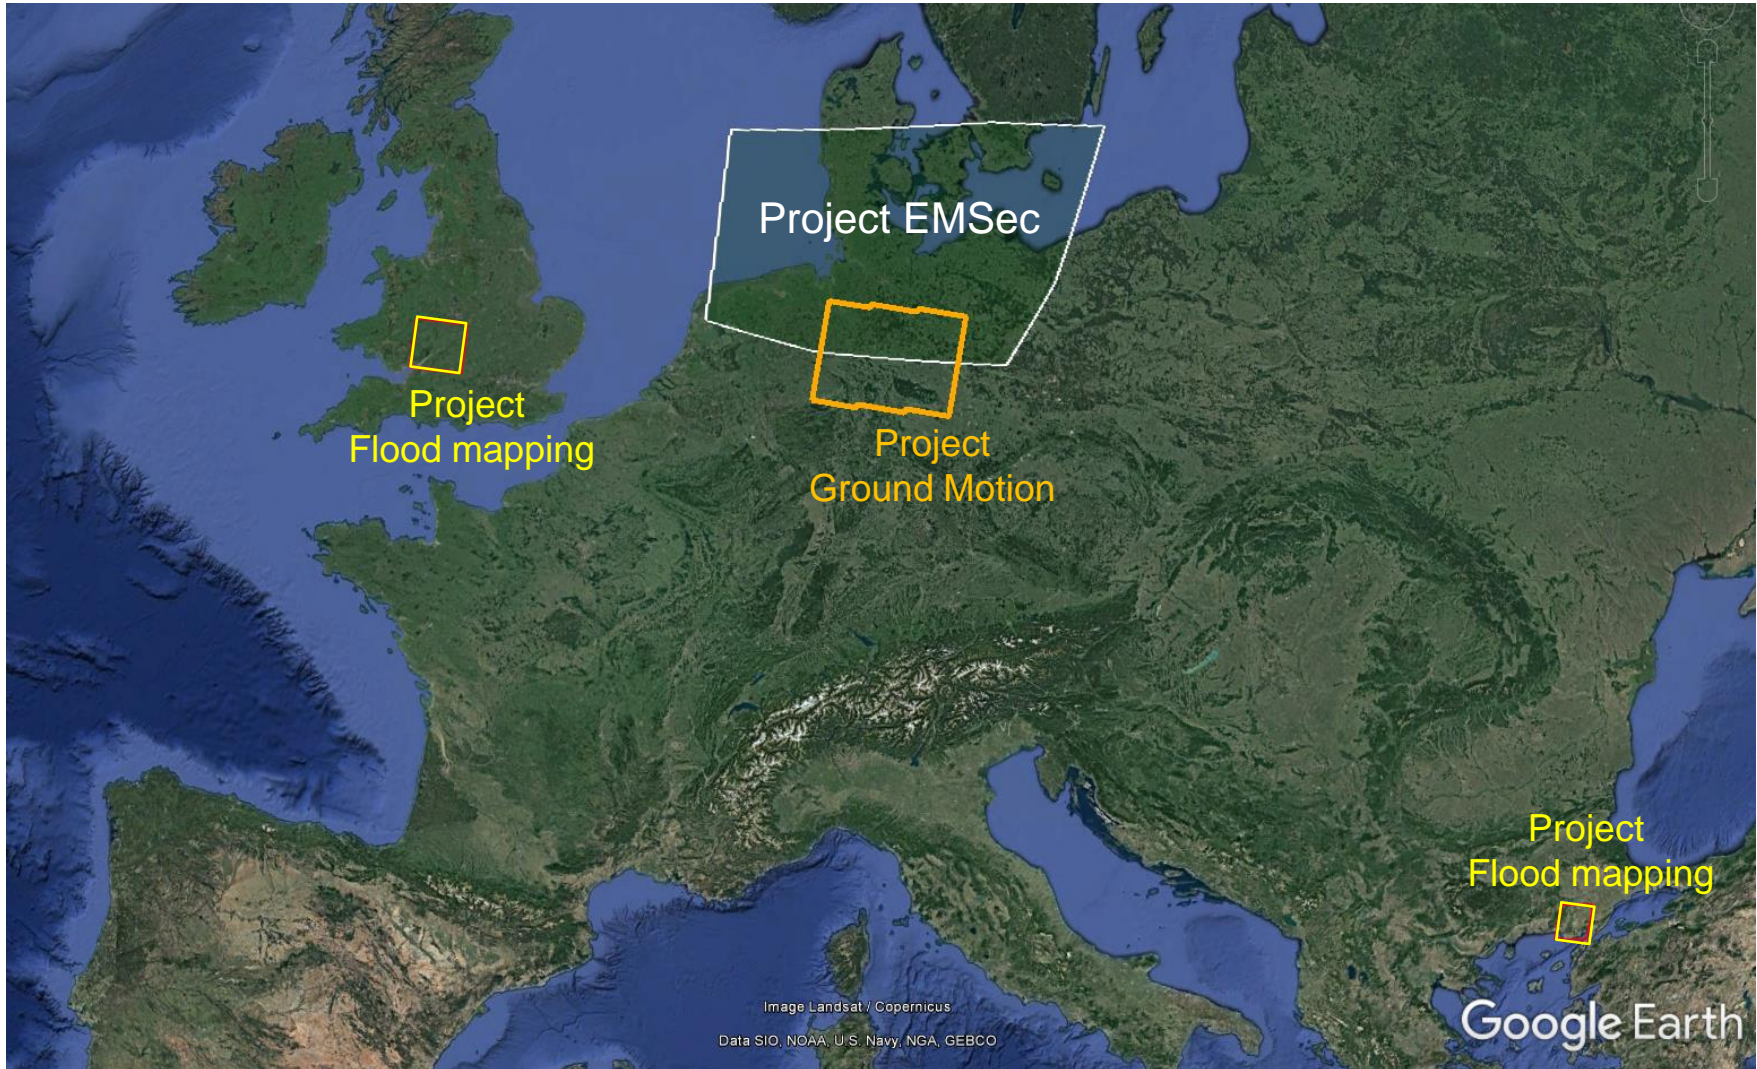 Project EMSec
Project
Flood mapping
Project
Ground Motion
Project
Flood mapping
Image Landsat / Copernicus
Data SIO, NOAA, U.S. Navy, NGA, GEBCO
Google Earth